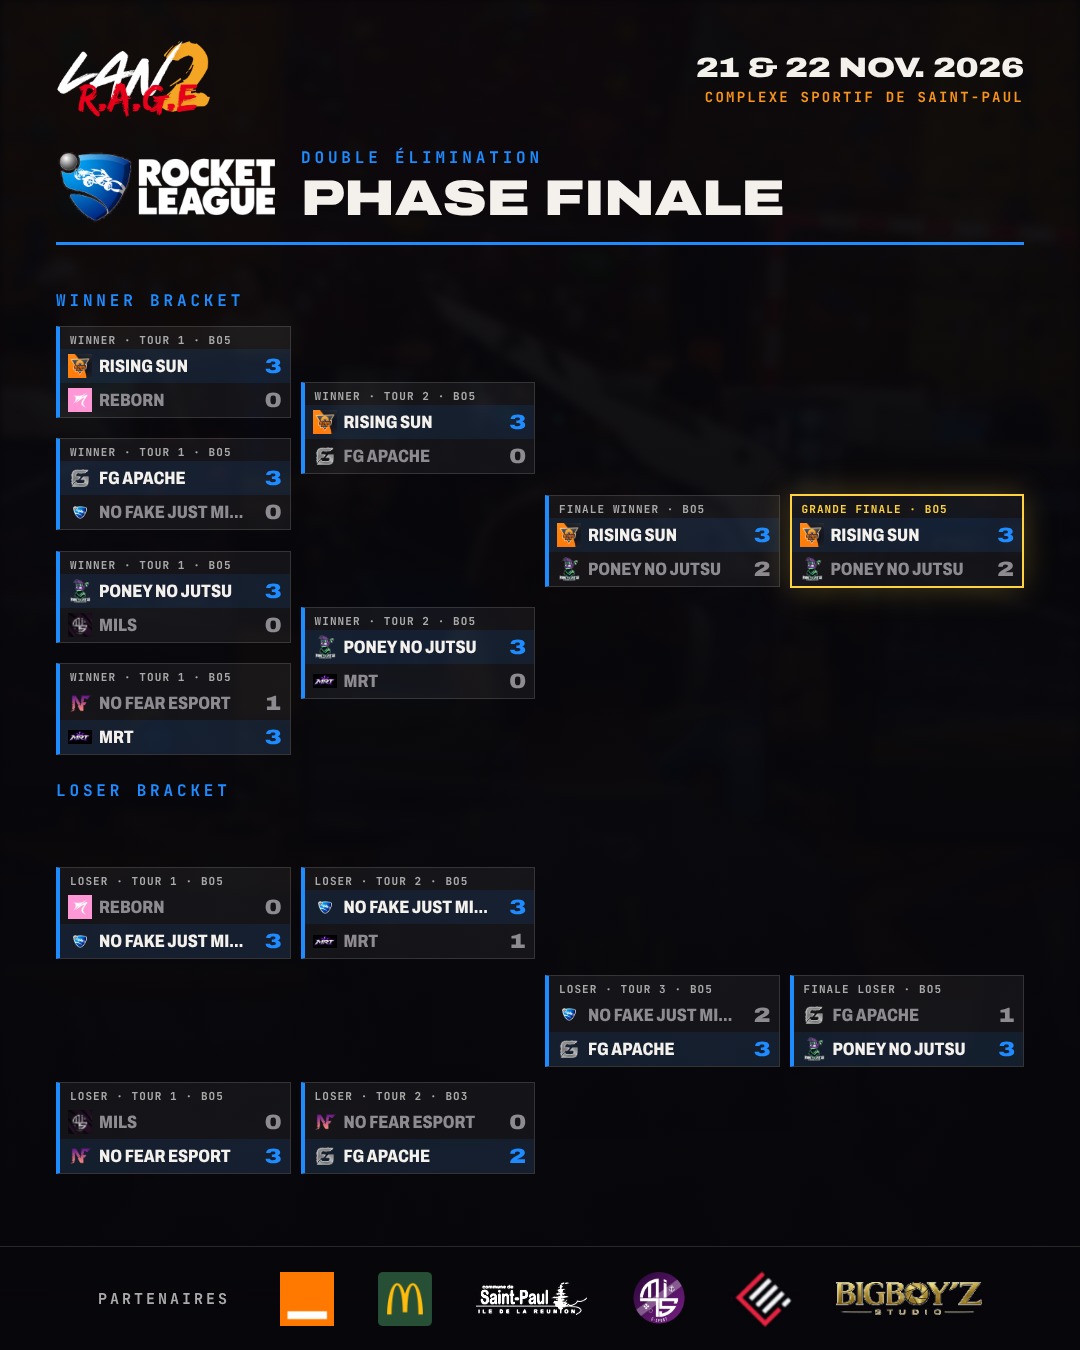 LAN2
R.A.G.E
21 & 22 NOV. 2026
COMPLEXE SPORTIF DE SAINT-PAUL
ROCKET
LEAGUE
DOUBLE ÉLIMINATION
PHASE FINALE
WINNER BRACKET
WINNER · TOUR 1 · BO5
RISING SUN 3
REBORN 0
WINNER · TOUR 1 · BO5
FG APACHE 3
NO FAKE JUST MI... 0
WINNER · TOUR 1 · BO5
PONEY NO JUTSU 3
MILS 0
WINNER · TOUR 1 · BO5
NO FEAR ESPORT 1
MRT 3
WINNER · TOUR 2 · BO5
RISING SUN 3
FG APACHE 0
WINNER · TOUR 2 · BO5
PONEY NO JUTSU 3
MRT 0
FINALE WINNER · BO5
RISING SUN 3
PONEY NO JUTSU 2
GRANDE FINALE · BO5
RISING SUN 3
PONEY NO JUTSU 2
LOSER BRACKET
LOSER · TOUR 1 · BO5
REBORN 0
NO FAKE JUST MI... 3
LOSER · TOUR 1 · BO5
MILS 0
NO FEAR ESPORT 3
LOSER · TOUR 2 · BO5
NO FAKE JUST MI... 3
MRT 1
LOSER · TOUR 2 · BO3
NO FEAR ESPORT 0
FG APACHE 2
LOSER · TOUR 3 · BO5
NO FAKE JUST MI... 2
FG APACHE 3
FINALE LOSER · BO5
FG APACHE 1
PONEY NO JUTSU 3
PARTENAIRES
commune de
Saint-Paul
ILE DE LA REUNION
BIGBOY'Z
STUDIO